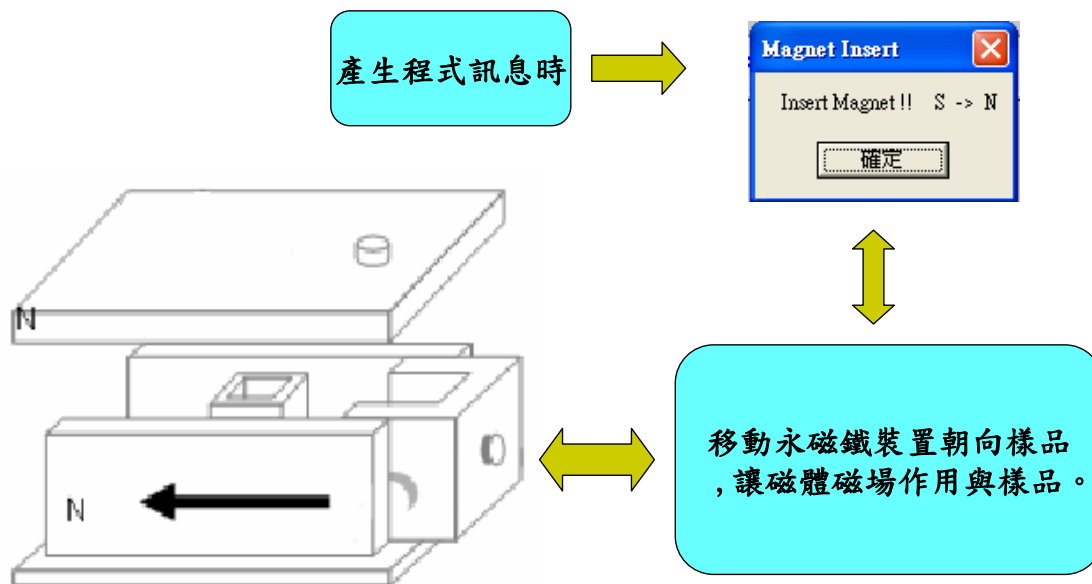 產生程式訊息時
Magnet Insert
Insert Magnet !! S -> N
確定
N
N
移動永磁鐵裝置朝向樣品
,讓磁體磁場作用與樣品。